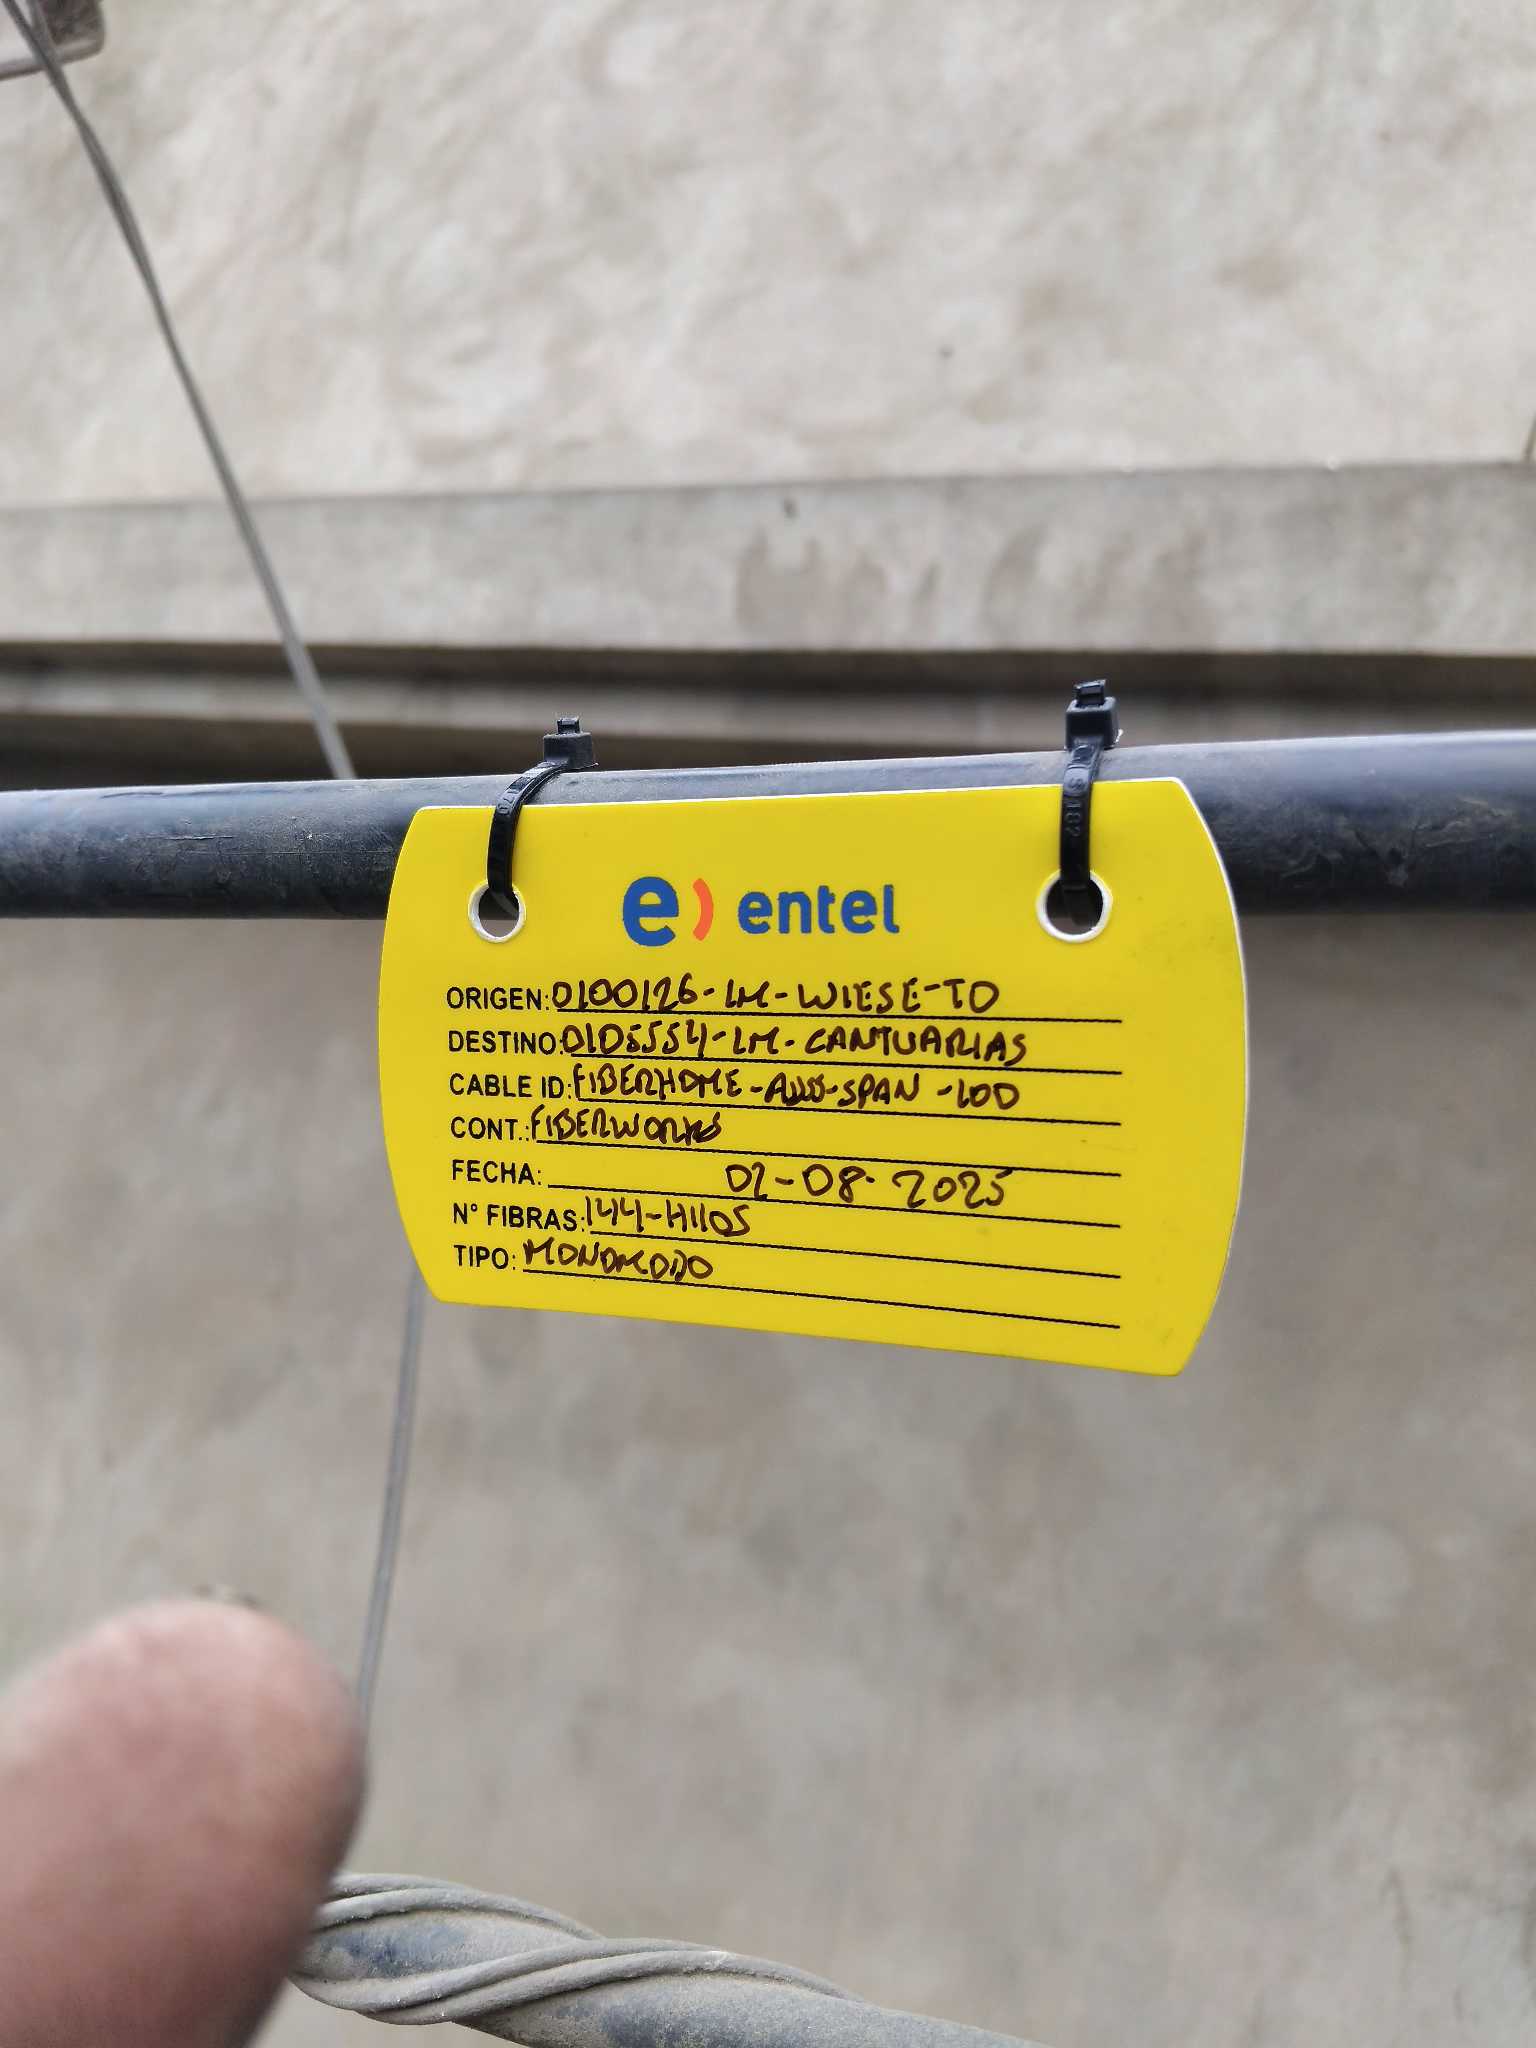 e) entel
ORIGEN: 0100126-LM-WIESE-TO
DESTINO: 0105554-LM-CANTUARIAS
CABLE ID: FIBERHOME-ADSS-SPAN-100
CONT.: FIBERWORKS
FECHA: 02-08-2025
N° FIBRAS: 144-HILOS
TIPO: MONOMODO